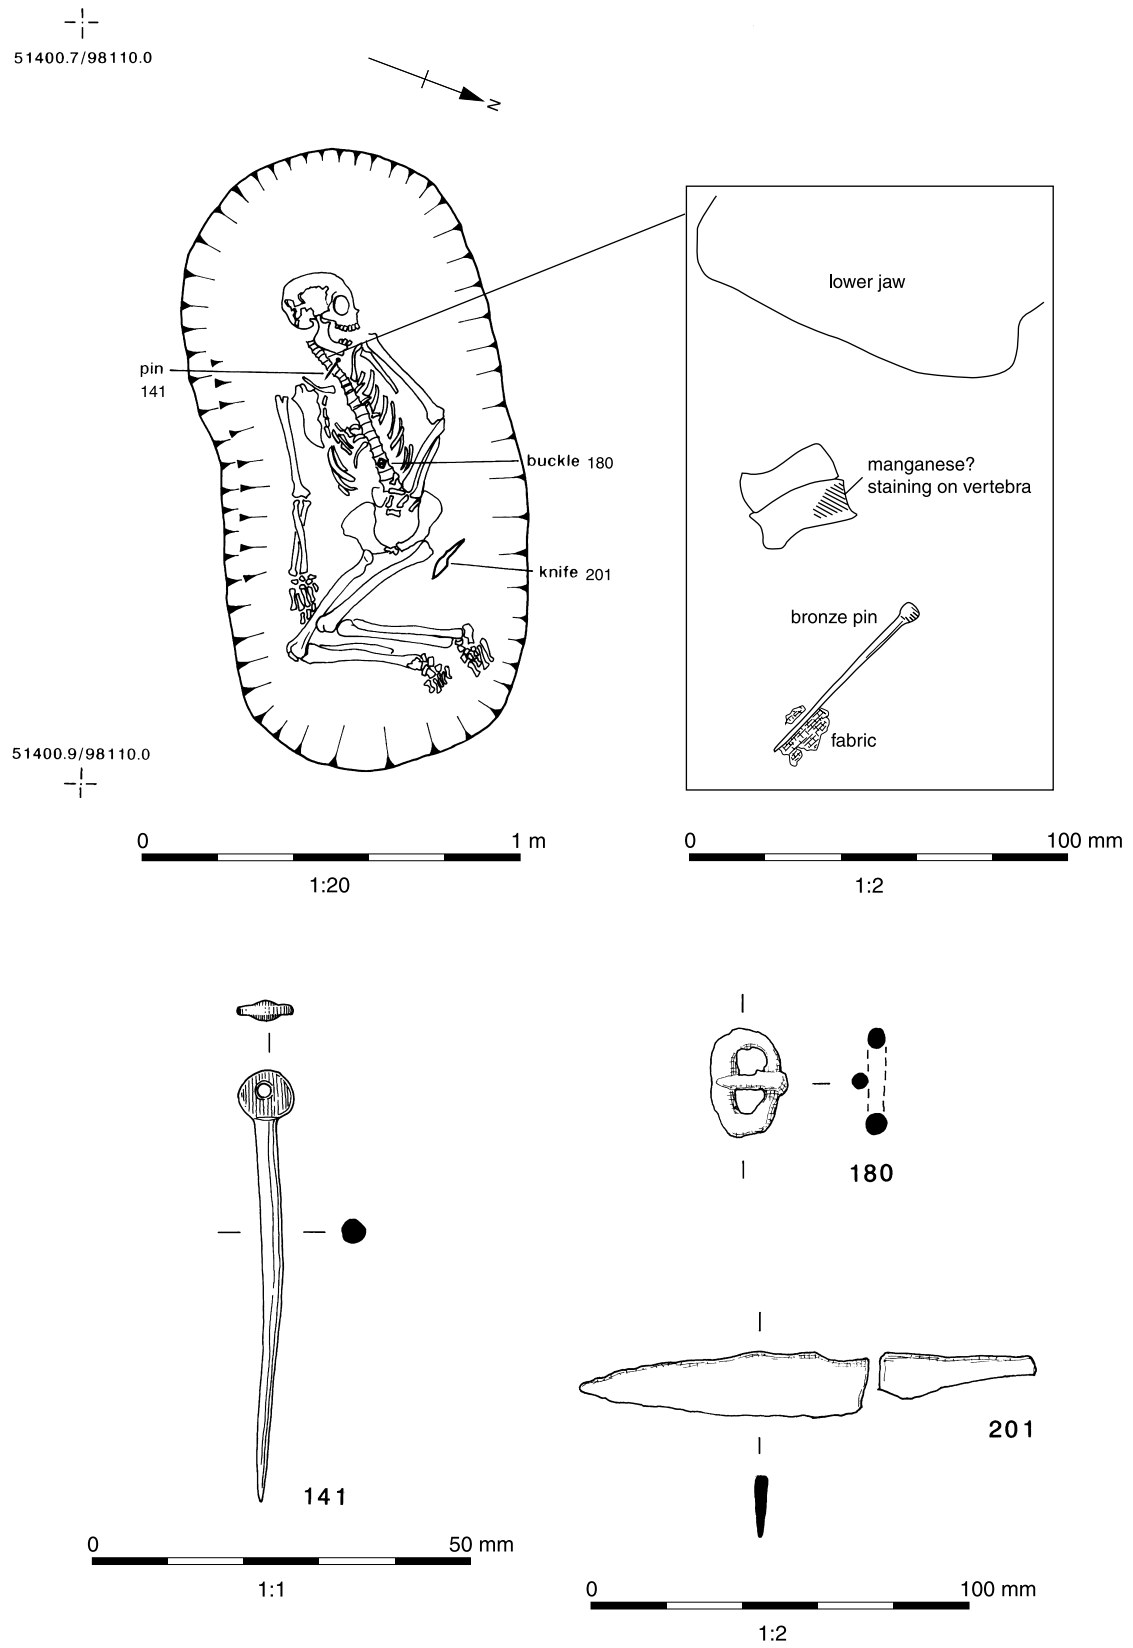 51400.7/98110.0
N
pin
141
buckle 180
knife 201
51400.9/98110.0
lower jaw
manganese?
staining on vertebra
bronze pin
fabric
0 1 m
1:20
0 100 mm
1:2
141
0 50 mm
1:1
180
201
0 100 mm
1:2